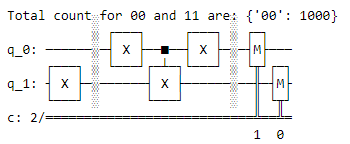 Total count for 00 and 11 are: {'00': 1000}
X X M
q_0:
X X M
q_1:
c: 2/
1 0